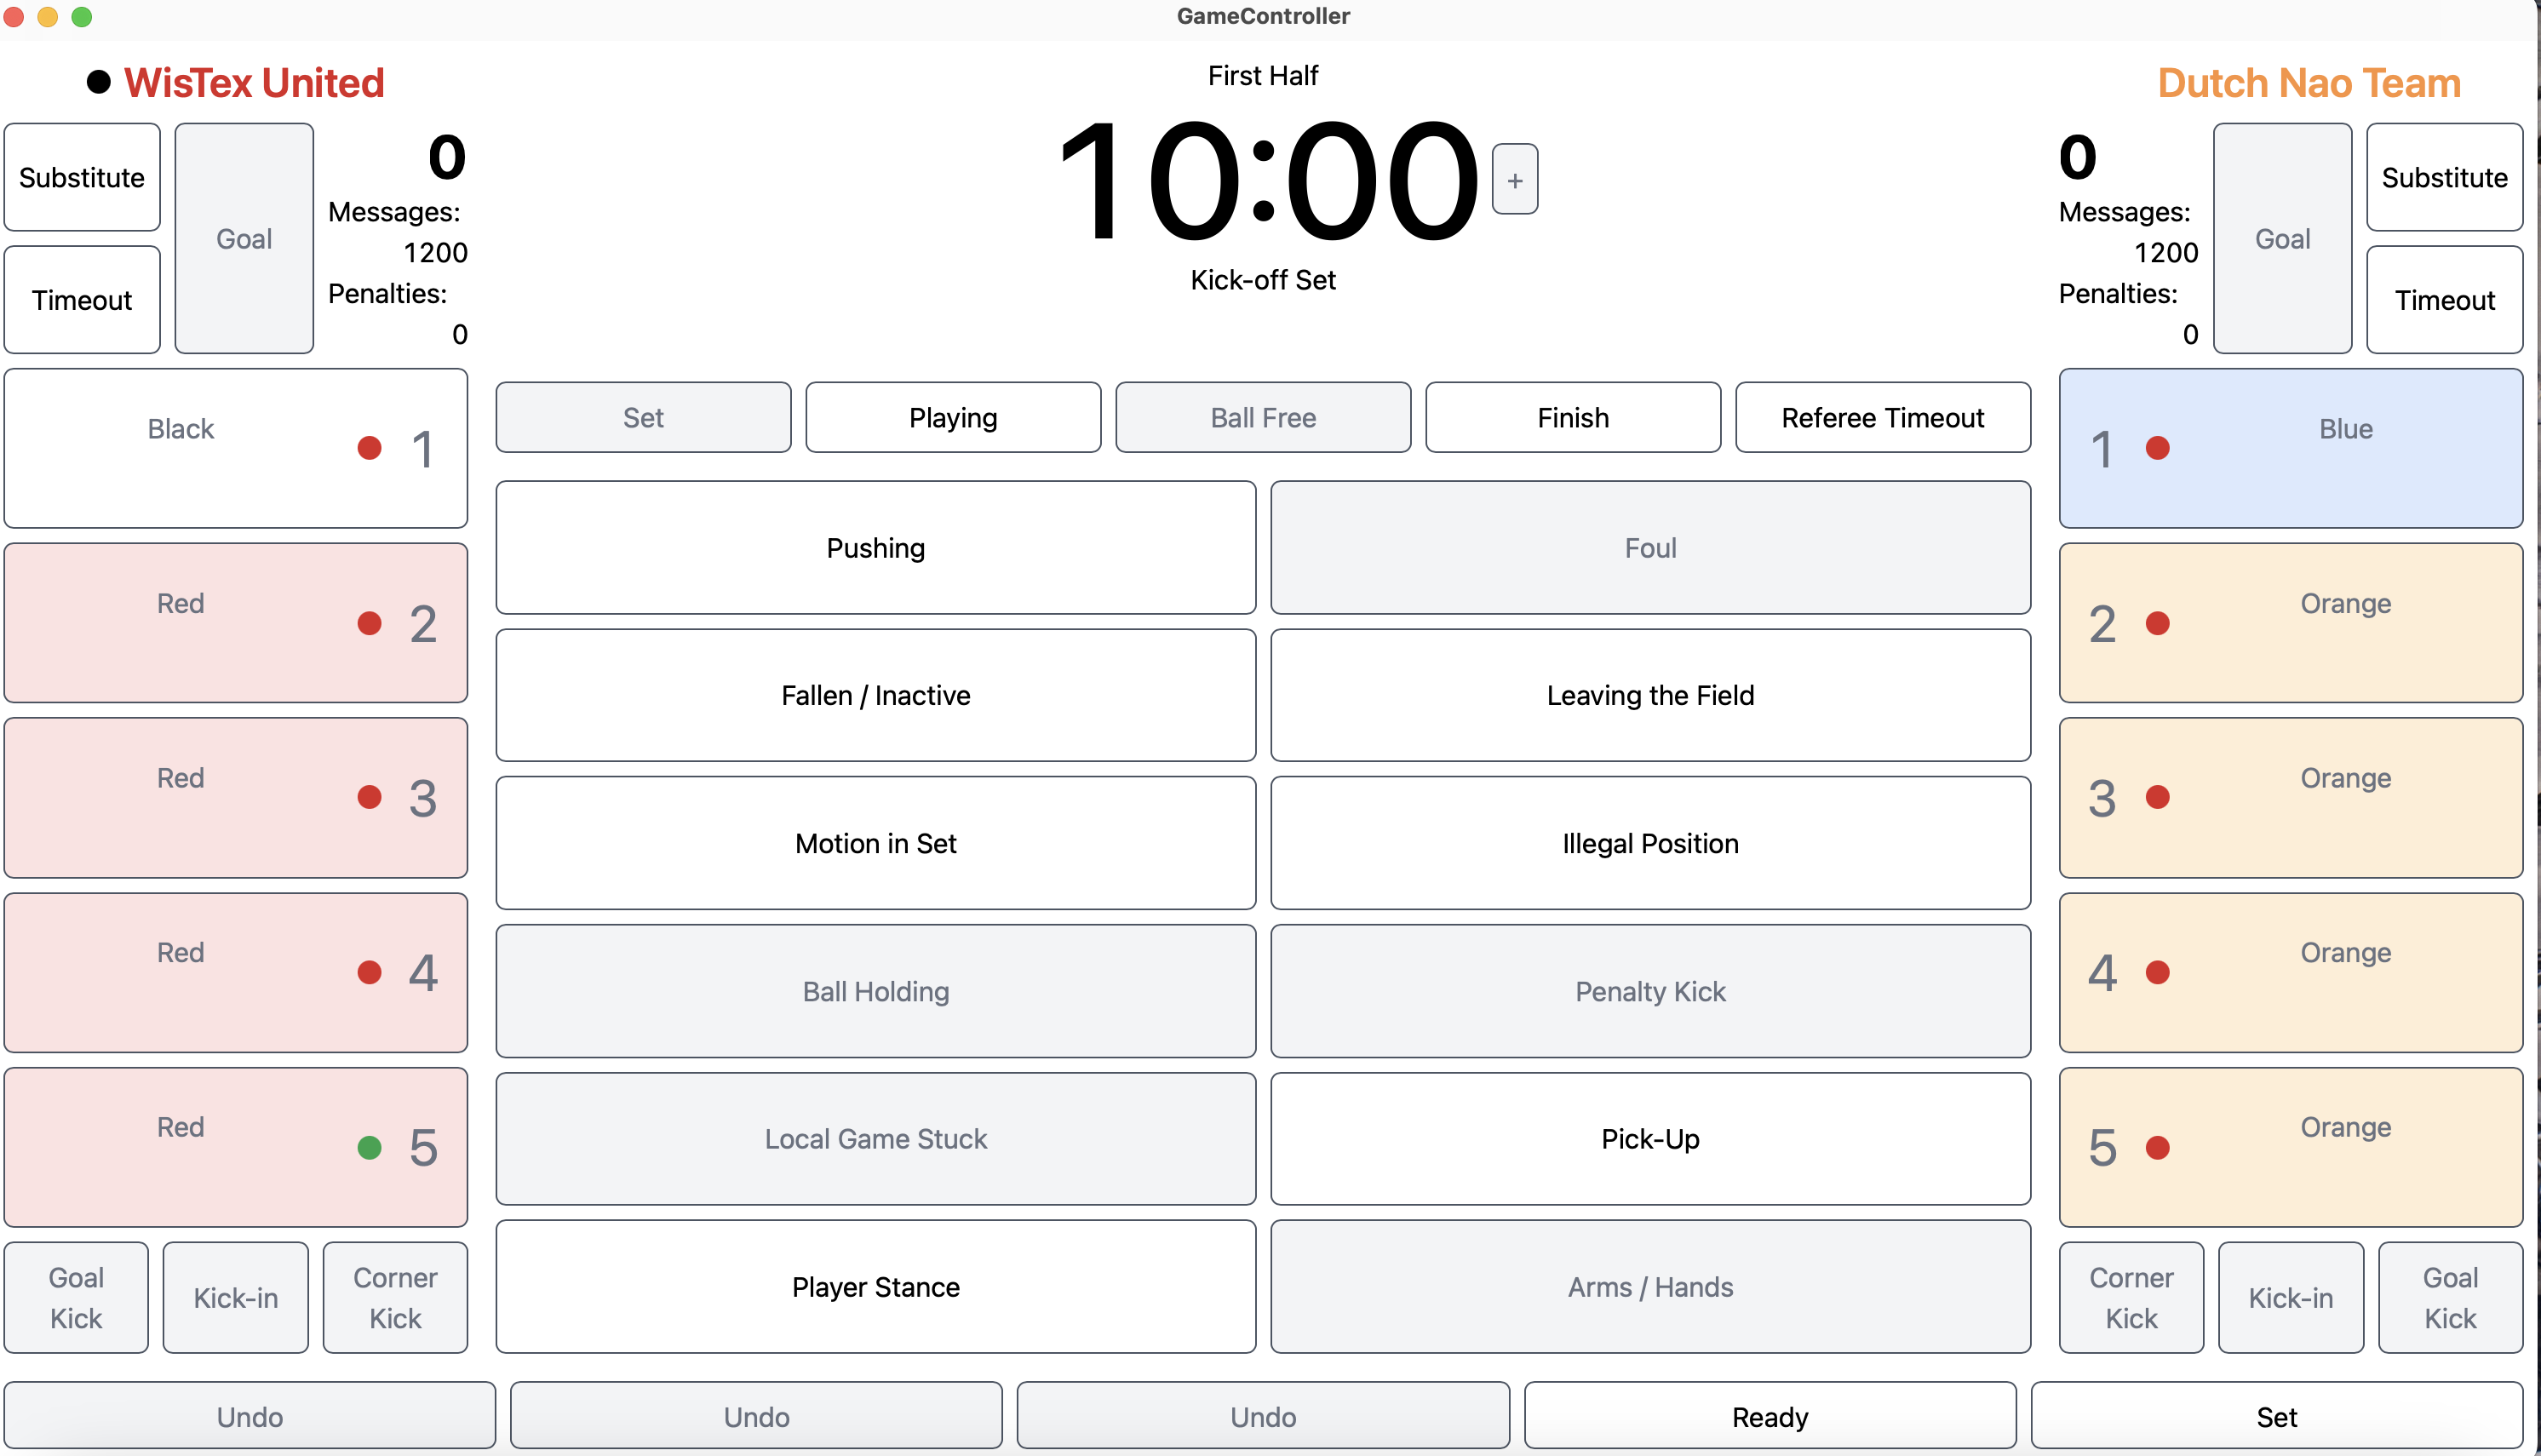 GameController
WisTex United
First Half
Dutch Nao Team
Substitute
Timeout
Goal
0
Messages:
1200
Penalties:
0
10:00
+
Kick-off Set
0
Messages:
1200
Penalties:
0
Goal
Substitute
Timeout
Black 1
Red 2
Red 3
Red 4
Red 5
Goal
Kick
Kick-in
Corner
Kick
Set
Playing
Ball Free
Finish
Referee Timeout
Pushing
Foul
Fallen / Inactive
Leaving the Field
Motion in Set
Illegal Position
Ball Holding
Penalty Kick
Local Game Stuck
Pick-Up
Player Stance
Arms / Hands
1 Blue
2 Orange
3 Orange
4 Orange
5 Orange
Corner
Kick
Kick-in
Goal
Kick
Undo
Undo
Undo
Ready
Set